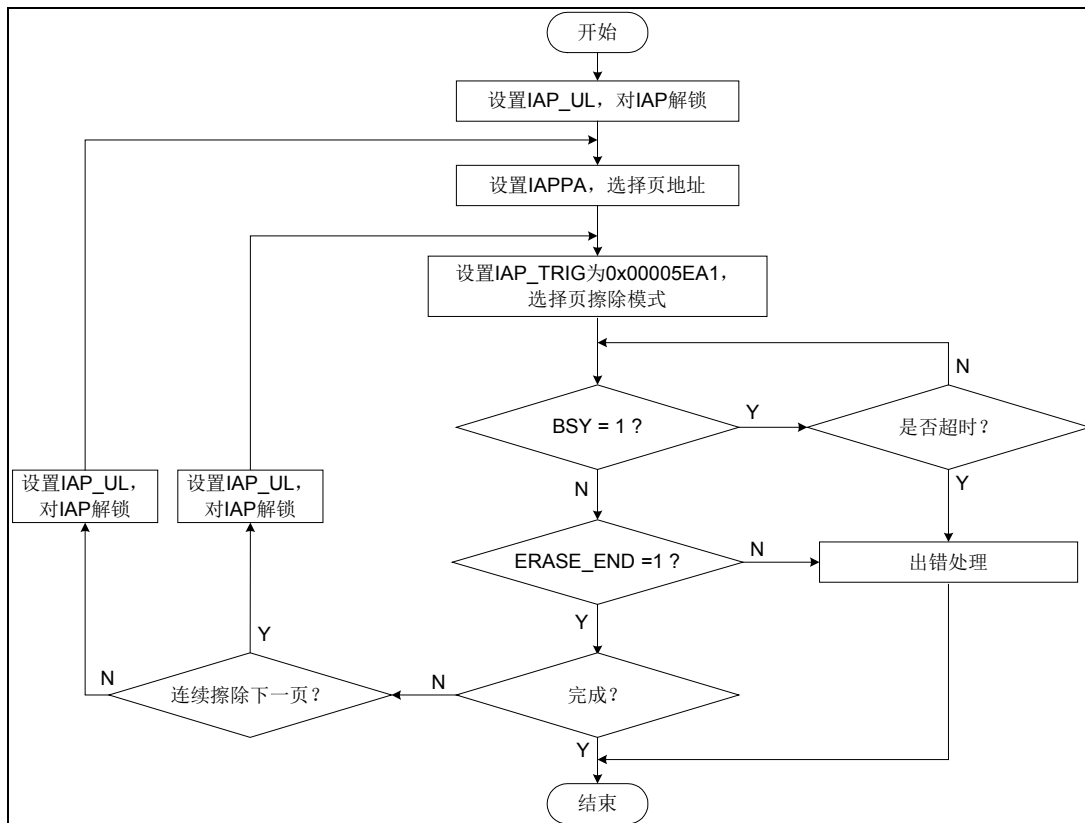 开始
设置IAP_UL，对IAP解锁
设置IAPPA，选择页地址
设置IAP_TRIG为0x00005EA1，
选择页擦除模式
N
BSY = 1 ?
Y
是否超时？
设置IAP_UL，
对IAP解锁
设置IAP_UL，
对IAP解锁
N
Y
ERASE_END =1 ?
N
出错处理
Y
Y
N
连续擦除下一页？
N
完成？
Y
结束